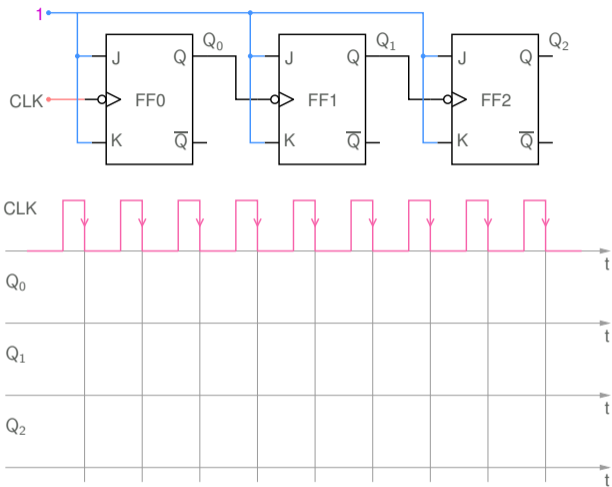 1
Q₀ Q₁ Q₂
J Q J Q J Q
CLK FF0 FF1 FF2
K Q̅ K Q̅ K Q̅
CLK
t
Q₀
t
Q₁
t
Q₂
t